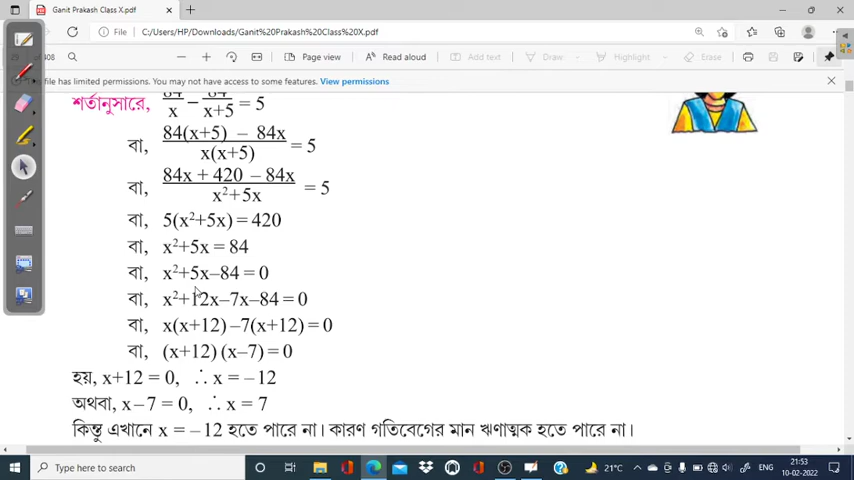 Ganit Prakash Class X.pdf
File | C:/Users/HP/Downloads/Ganit%20Prakash%20Class%20X.pdf
408
Page view
Read aloud
Add text
Draw
Highlight
Erase
file has limited permissions. You may not have access to some features. View permissions
শর্তানুসারে, 84/x – 84/x+5 = 5
বা, 84(x+5) – 84x / x(x+5) = 5
বা, 84x + 420 – 84x / x²+5x = 5
বা, 5(x²+5x) = 420
বা, x²+5x = 84
বা, x²+5x–84 = 0
বা, x²+12x–7x–84 = 0
বা, x(x+12) –7(x+12) = 0
বা, (x+12) (x–7) = 0
হয়, x+12 = 0, ∴ x = –12
অথবা, x–7 = 0, ∴ x = 7
কিন্তু এখানে x = –12 হতে পারে না। কারণ গতিবেগের মান ঋণাত্মক হতে পারে না।
Type here to search
21°C
ENG
21:53
10-02-2022